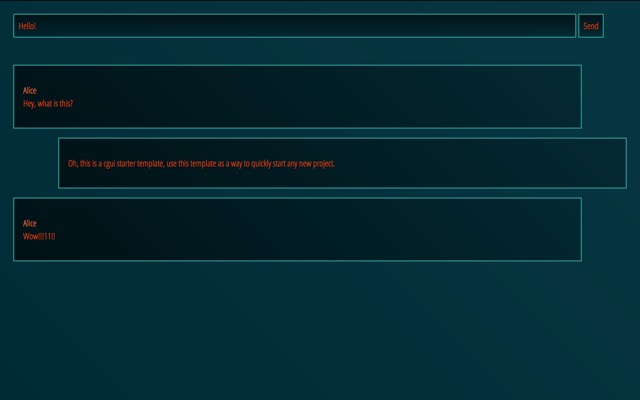 Hello!
Send
Alice
Hey, what is this?
Oh, this is a cgui starter template, use this template as a way to quickly start any new project.
Alice
Wow!!!!11!!